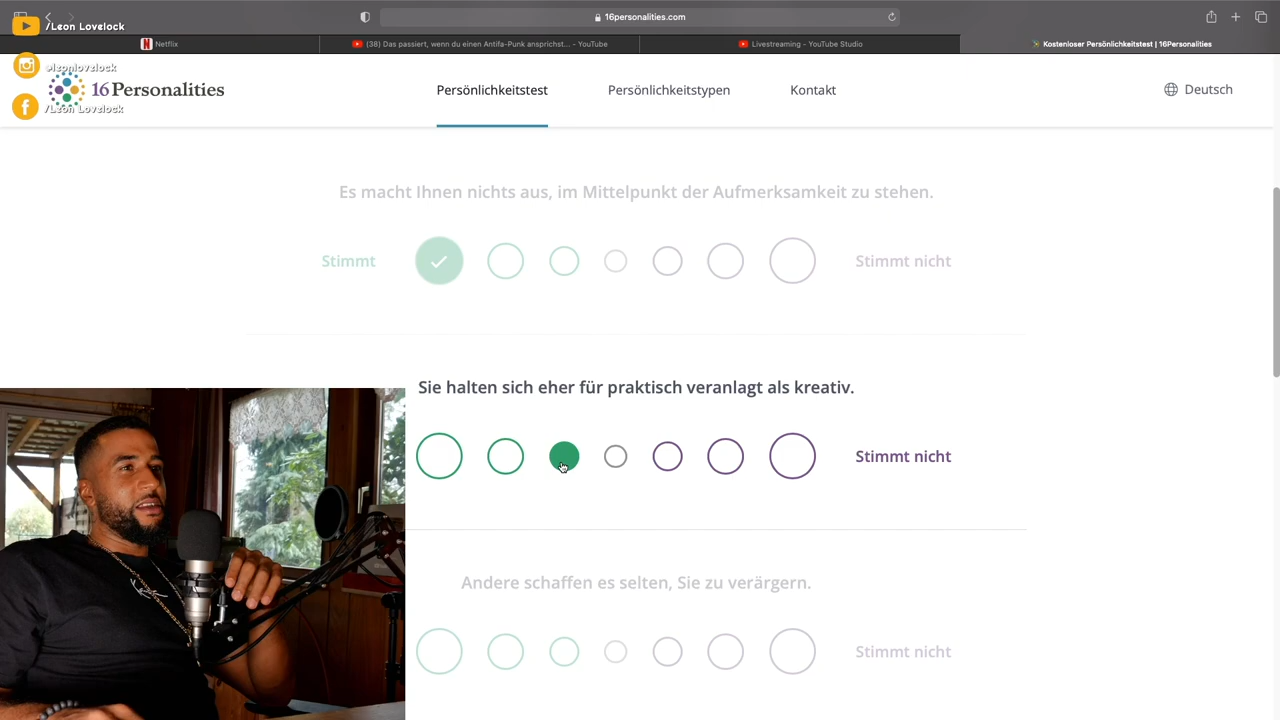 /Leon Lovelock
16personalities.com
Netflix
(38) Das passiert, wenn du einen Antifa-Punk ansprichst... - YouTube
Livestreaming - YouTube Studio
Kostenloser Persönlichkeitstest | 16Personalities
@leonlovelock
16Personalities
/Leon Lovelock
Persönlichkeitstest
Persönlichkeitstypen
Kontakt
Deutsch
Es macht Ihnen nichts aus, im Mittelpunkt der Aufmerksamkeit zu stehen.
Stimmt
Stimmt nicht
Sie halten sich eher für praktisch veranlagt als kreativ.
Stimmt nicht
Andere schaffen es selten, Sie zu verärgern.
Stimmt nicht